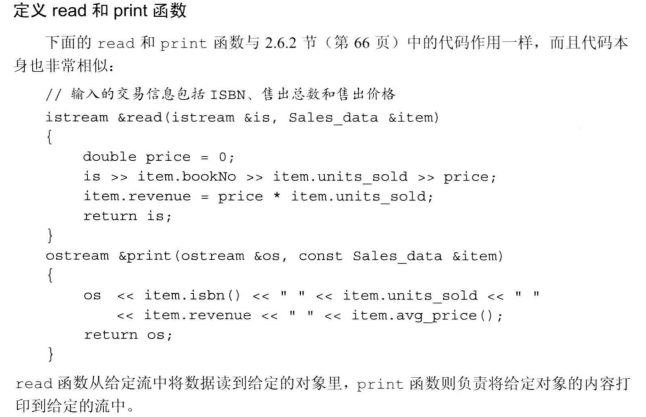 定义 read 和 print 函数
下面的 read 和 print 函数与 2.6.2 节（第 66 页）中的代码作用一样，而且代码本
身也非常相似：
// 输入的交易信息包括 ISBN、售出总数和售出价格
istream &read(istream &is, Sales_data &item)
{
    double price = 0;
    is >> item.bookNo >> item.units_sold >> price;
    item.revenue = price * item.units_sold;
    return is;
}
ostream &print(ostream &os, const Sales_data &item)
{
    os << item.isbn() << " " << item.units_sold << " "
       << item.revenue << " " << item.avg_price();
    return os;
}
read 函数从给定流中将数据读到给定的对象里，print 函数则负责将给定对象的内容打
印到给定的流中。